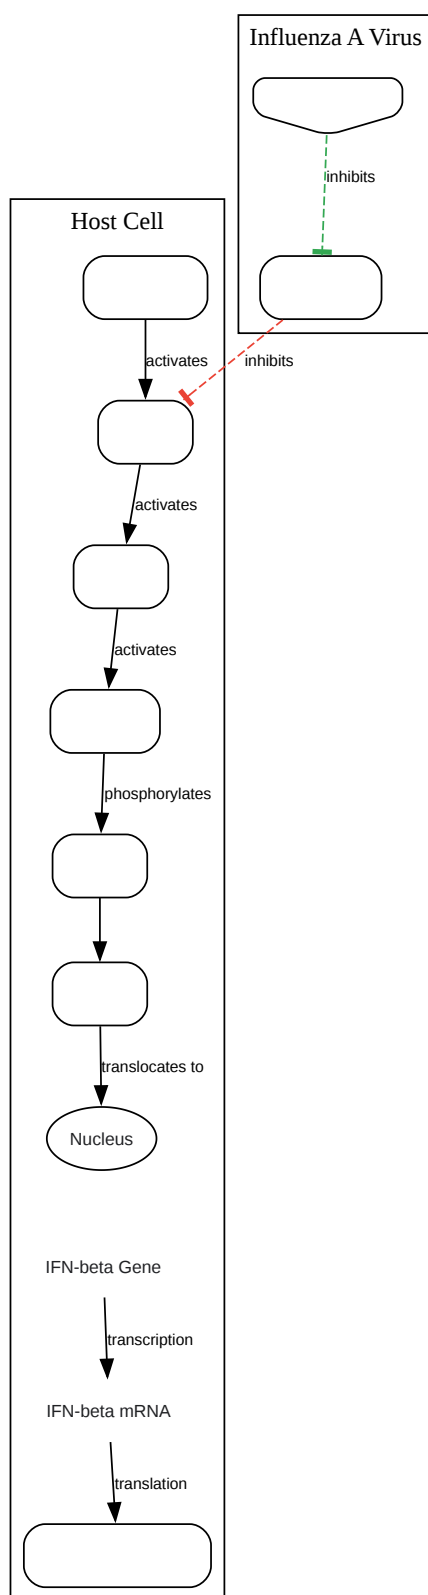 Influenza A Virus
inhibits
Host Cell
activates
inhibits
activates
activates
phosphorylates
translocates to
Nucleus
IFN-beta Gene
transcription
IFN-beta mRNA
translation